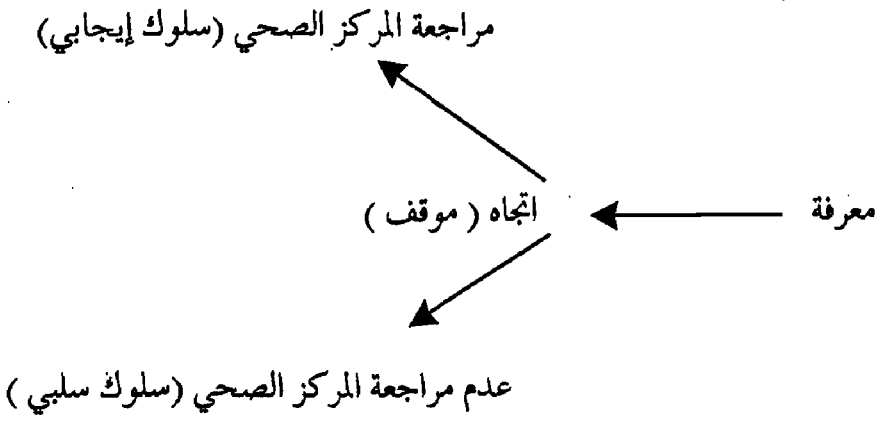 مراجعة المركز الصحي (سلوك إيجابي)
معرفة
اتجاه ( موقف )
عدم مراجعة المركز الصحي (سلوك سلبي )